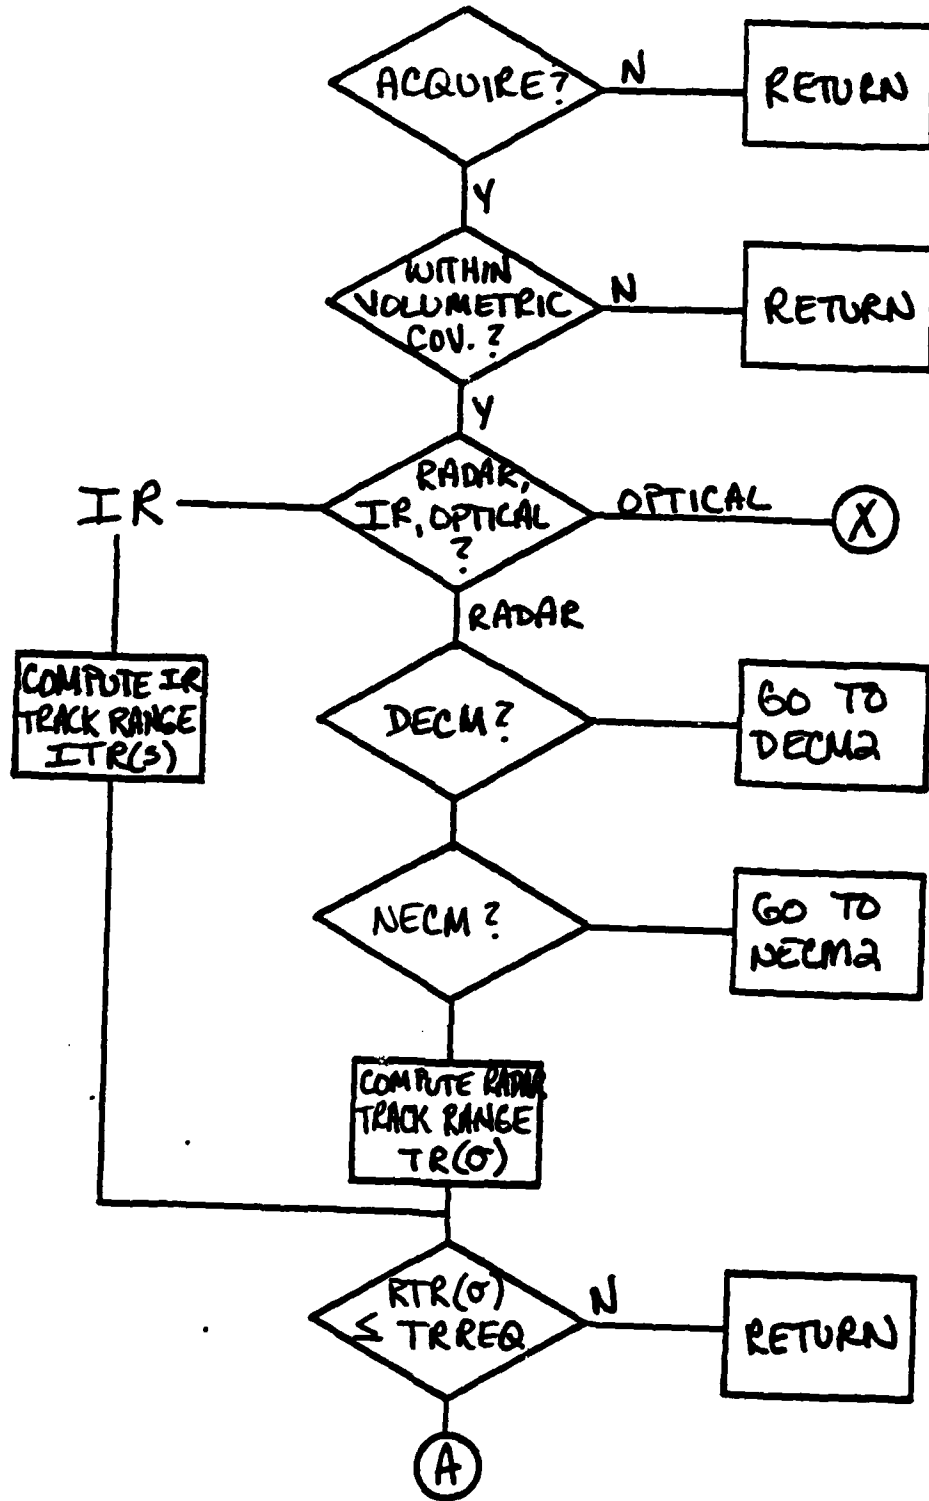 ACQUIRE?
N
RETURN
Y
WITHIN
VOLUMETRIC
COV.?
N
RETURN
Y
RADAR,
IR, OPTICAL
?
IR
OPTICAL
X
RADAR
COMPUTE IR
TRACK RANGE
ITR(S)
DECM?
GO TO
DECM2
NECM?
GO TO
NECM2
COMPUTE RADAR
TRACK RANGE
TR(σ)
RTR(σ)
≤ TRREQ
N
RETURN
A